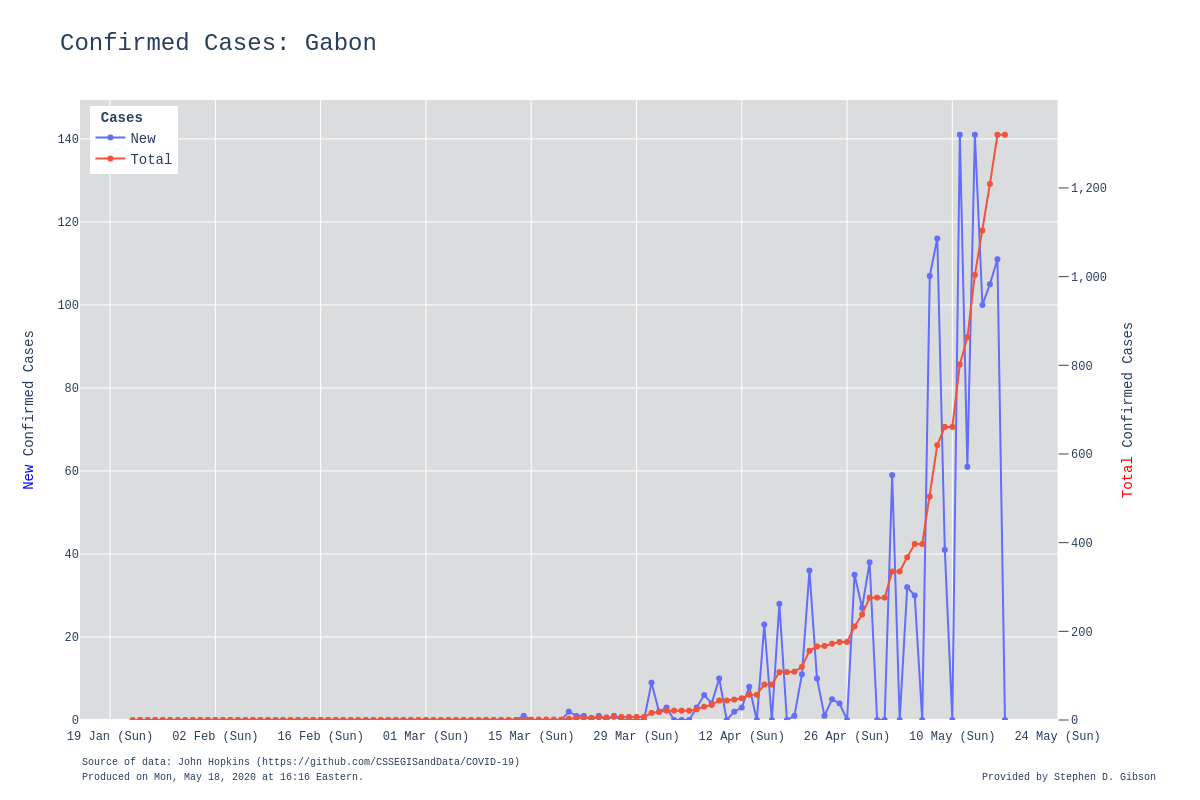 Confirmed Cases: Gabon
Cases
New
Total
140
120
100
80
60
40
20
0
1,200
1,000
800
600
400
200
0
New Confirmed Cases
Total Confirmed Cases
19 Jan (Sun) 02 Feb (Sun) 16 Feb (Sun) 01 Mar (Sun) 15 Mar (Sun) 29 Mar (Sun) 12 Apr (Sun) 26 Apr (Sun) 10 May (Sun) 24 May (Sun)
Source of data: John Hopkins (https://github.com/CSSEGISandData/COVID-19)
Produced on Mon, May 18, 2020 at 16:16 Eastern.
Provided by Stephen D. Gibson